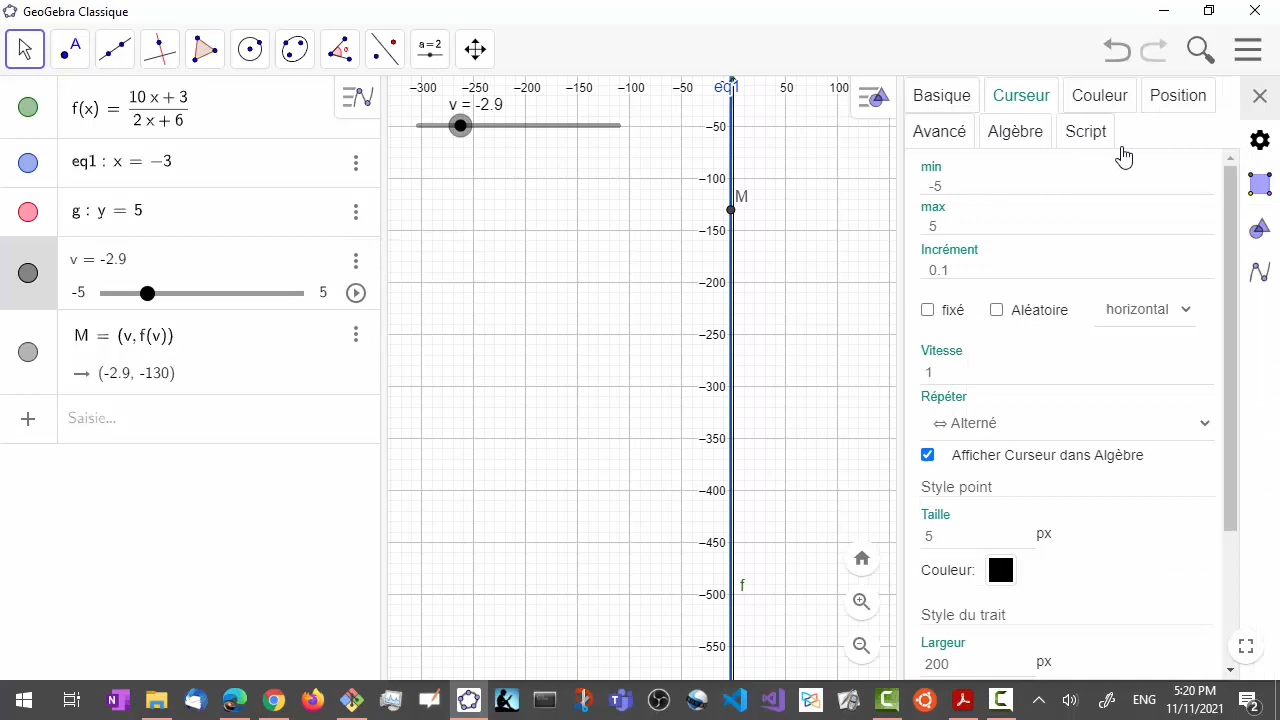 GeoGebra Classique
A
a = 2
f(x) = (10 x + 3)/(2 x + 6)
eq1 : x = −3
g : y = 5
v = -2.9
-5
5
M = (v, f(v))
→ (-2.9, -130)
+ Saisie...
−300 −250 −200 −150 −100 −50 50 100
eq1
v = -2.9
M
f
−50
−100
−150
−200
−250
−300
−350
−400
−450
−500
−550
Basique Curseur Couleur Position
Avancé Algèbre Script
min
-5
max
5
Incrément
0.1
fixé Aléatoire horizontal
Vitesse
1
Répéter
⇔ Alterné
Afficher Curseur dans Algèbre
Style point
Taille
5 px
Couleur:
Style du trait
Largeur
200 px
ENG
5:20 PM
11/11/2021
2